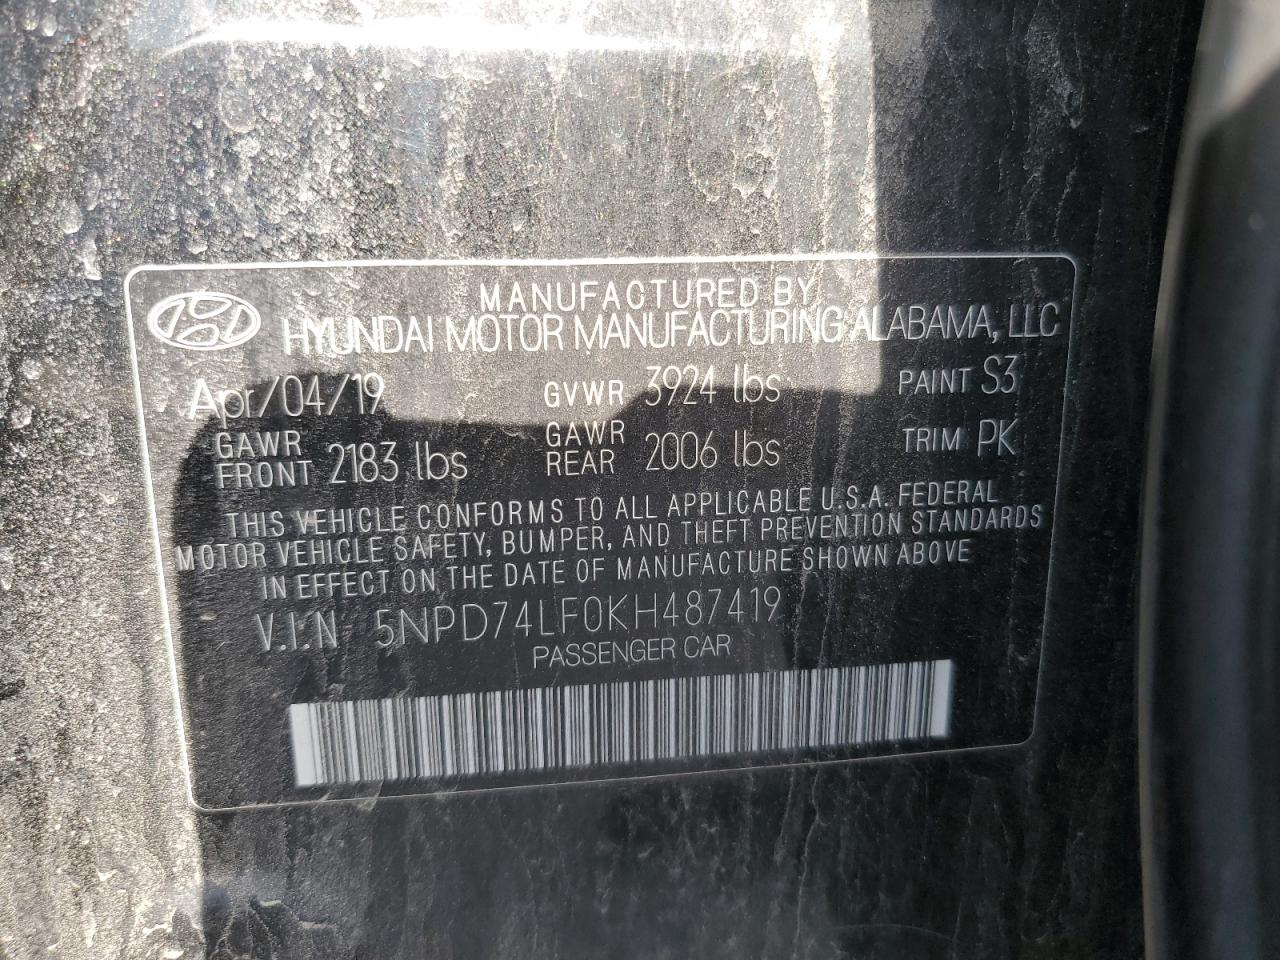 MANUFACTURED BY
HYUNDAI MOTOR MANUFACTURING ALABAMA, LLC
Apr/04/19 GVWR 3924 lbs PAINT S3
GAWR FRONT 2183 lbs GAWR REAR 2006 lbs TRIM PK
THIS VEHICLE CONFORMS TO ALL APPLICABLE U.S.A. FEDERAL
MOTOR VEHICLE SAFETY, BUMPER, AND THEFT PREVENTION STANDARDS
IN EFFECT ON THE DATE OF MANUFACTURE SHOWN ABOVE
V.I.N 5NPD74LF0KH487419
PASSENGER CAR